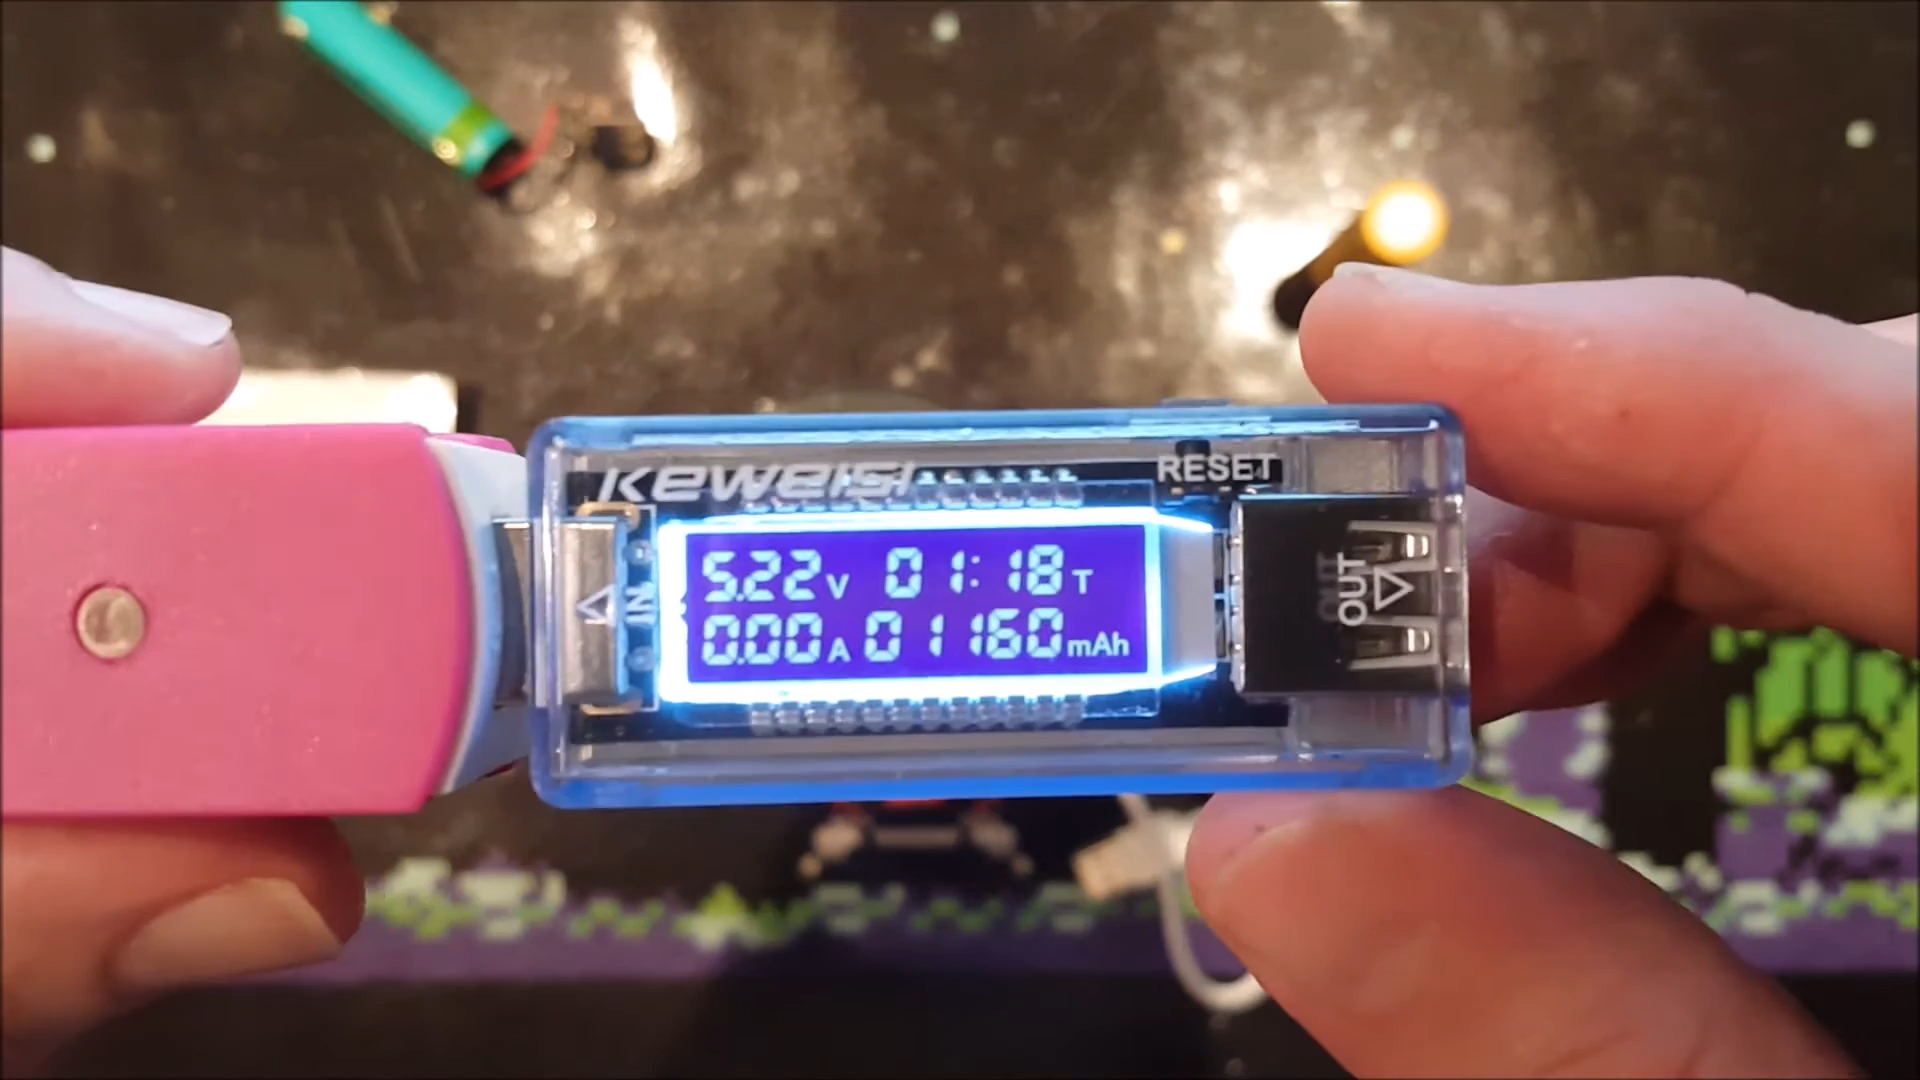 KEWEISI
RESET
IN
5.22V 01:18T
0.00A 01160mAh
OUT